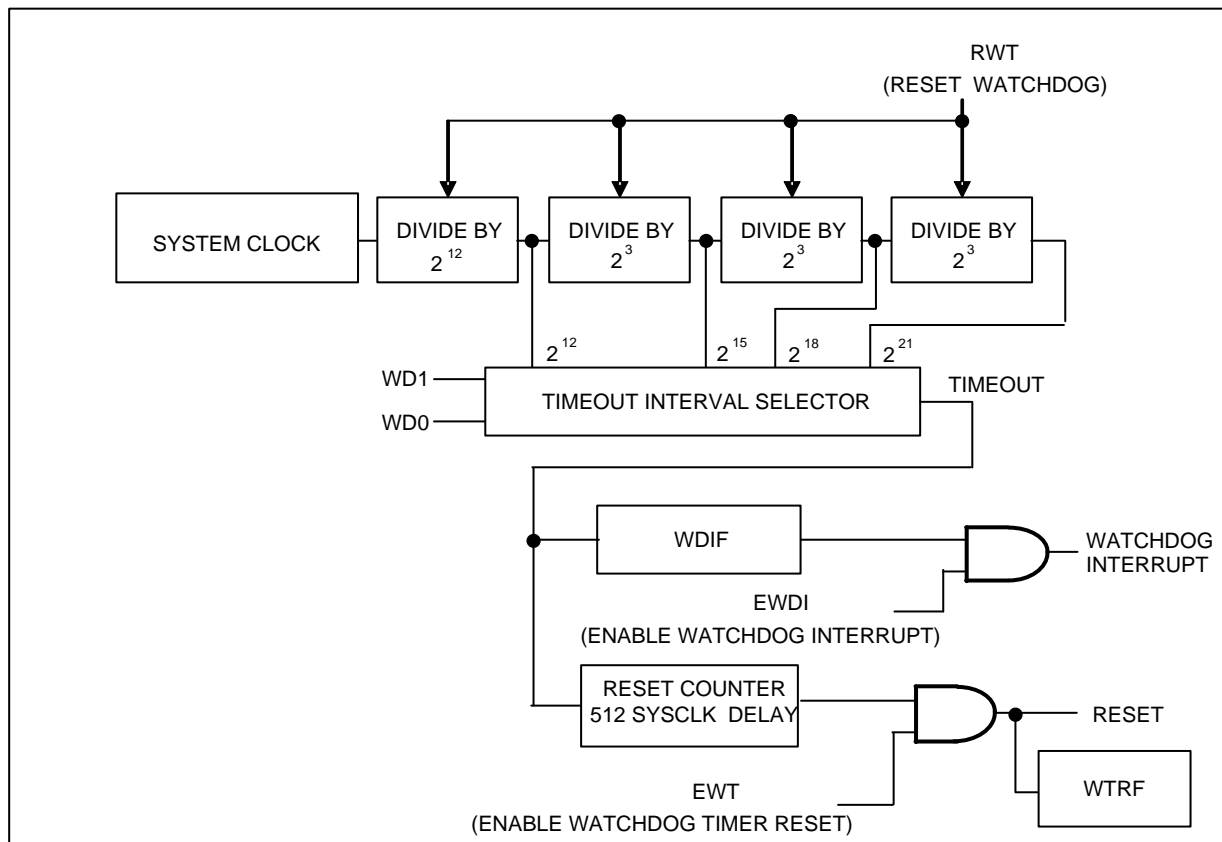 RWT
(RESET WATCHDOG)
SYSTEM CLOCK
DIVIDE BY
2^12
DIVIDE BY
2^3
DIVIDE BY
2^3
DIVIDE BY
2^3
2^12
2^15
2^18
2^21
WD1
WD0
TIMEOUT INTERVAL SELECTOR
TIMEOUT
WDIF
WATCHDOG
INTERRUPT
EWDI
(ENABLE WATCHDOG INTERRUPT)
RESET COUNTER
512 SYSCLK DELAY
RESET
EWT
(ENABLE WATCHDOG TIMER RESET)
WTRF